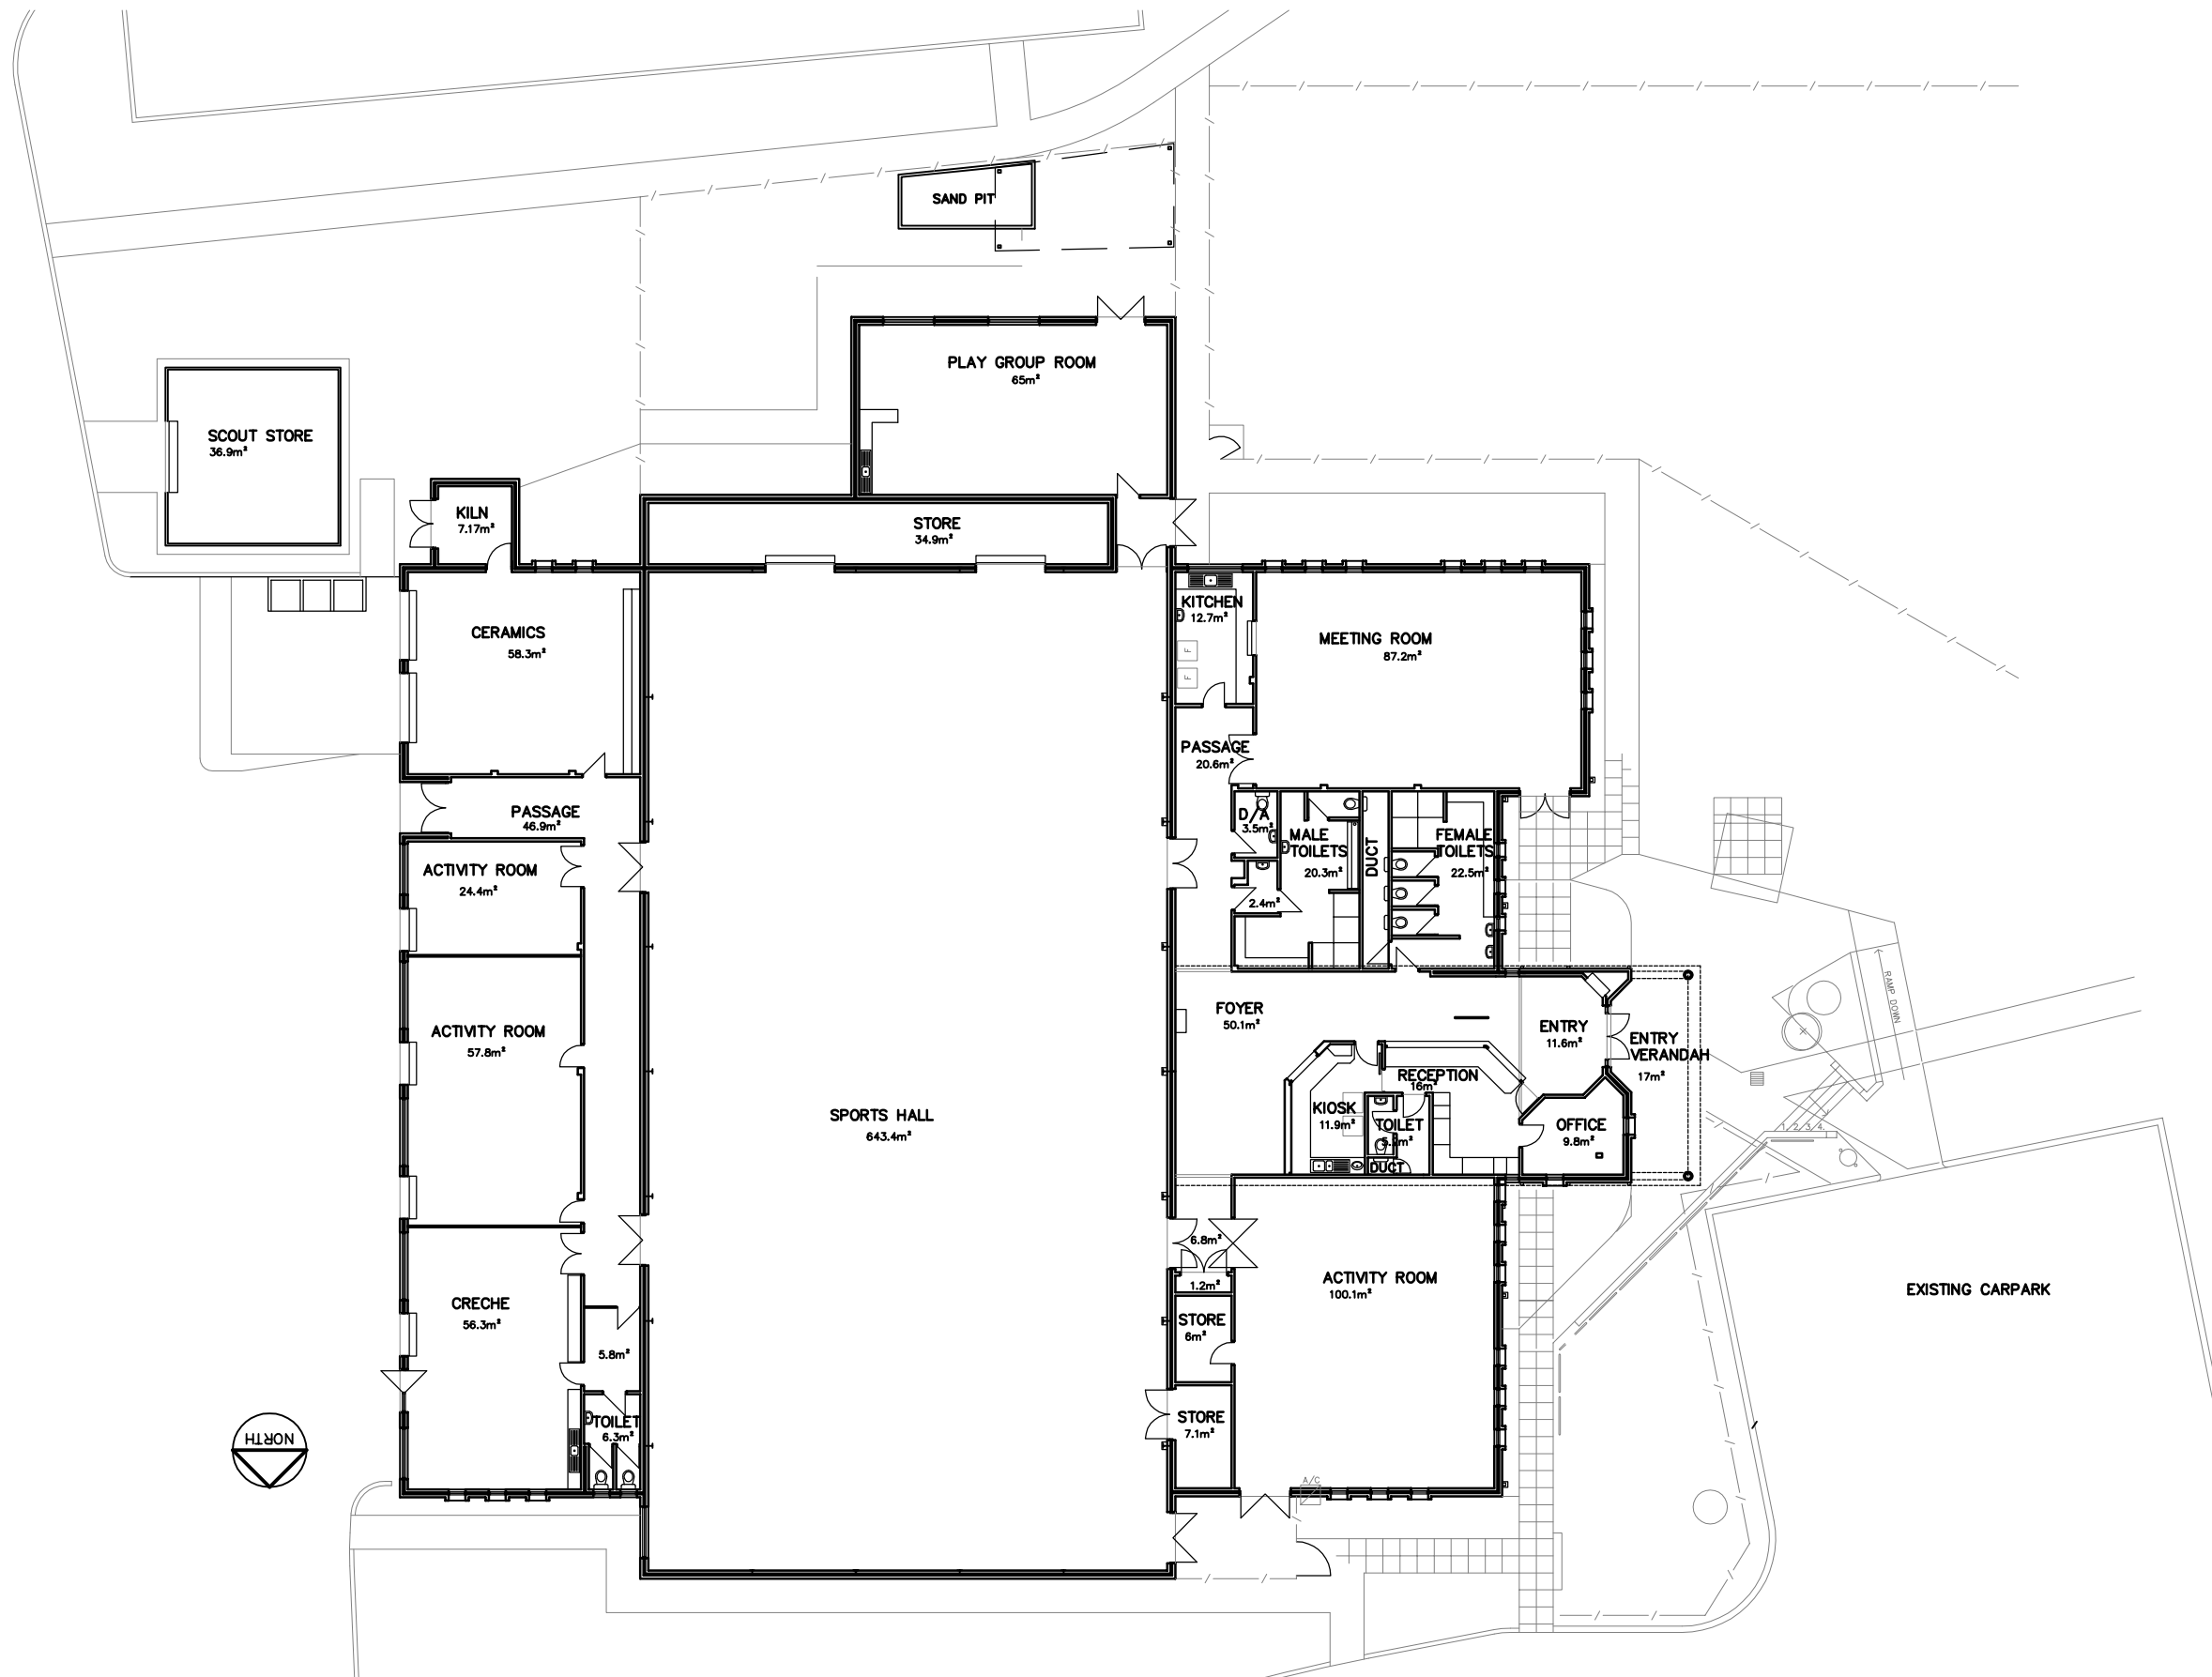 SAND PIT
PLAY GROUP ROOM
65m²
SCOUT STORE
36.9m²
KILN
7.17m²
STORE
34.9m²
CERAMICS
58.3m²
KITCHEN
12.7m²
F
F
MEETING ROOM
87.2m²
PASSAGE
20.6m²
PASSAGE
46.9m²
D/A
3.5m²
MALE
TOILETS
20.3m²
DUCT
FEMALE
TOILETS
22.5m²
ACTIVITY ROOM
24.4m²
2.4m²
ACTIVITY ROOM
57.8m²
FOYER
50.1m²
ENTRY
11.6m²
ENTRY
VERANDAH
17m²
RAMP DOWN
RECEPTION
16m²
KIOSK
11.9m²
TOILET
DUCT
OFFICE
9.8m²
1. 2. 3. 4.
SPORTS HALL
643.4m²
6.8m²
1.2m²
ACTIVITY ROOM
100.1m²
EXISTING CARPARK
CRECHE
56.3m²
STORE
6m²
5.8m²
STORE
7.1m²
TOILET
6.3m²
NORTH
A/C